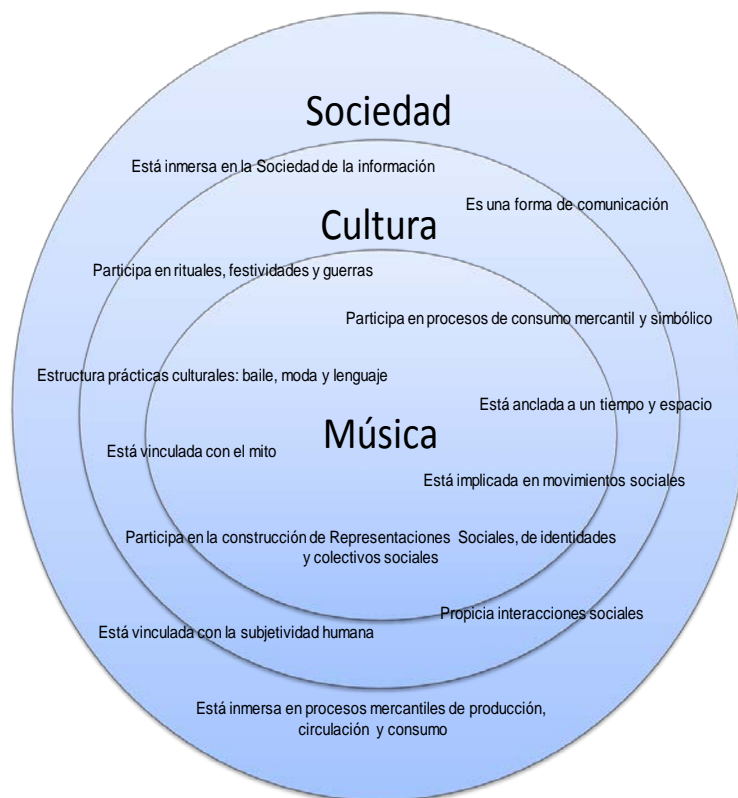 Sociedad
Está inmersa en la Sociedad de la información
Es una forma de comunicación
Cultura
Participa en rituales, festividades y guerras
Participa en procesos de consumo mercantil y simbólico
Estructura prácticas culturales: baile, moda y lenguaje
Está anclada a un tiempo y espacio
Música
Está vinculada con el mito
Está implicada en movimientos sociales
Participa en la construcción de Representaciones Sociales, de identidades
y colectivos sociales
Propicia interacciones sociales
Está vinculada con la subjetividad humana
Está inmersa en procesos mercantiles de producción,
circulación y consumo